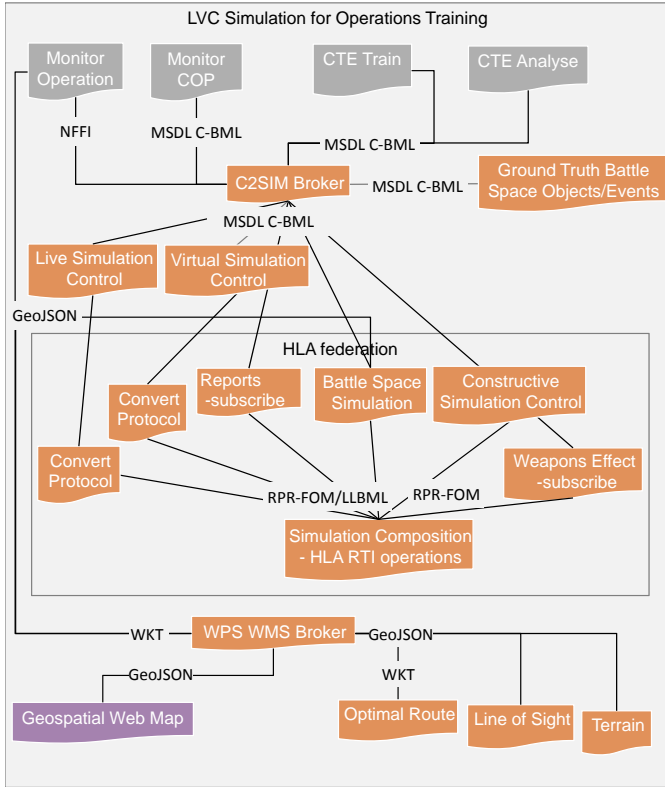 LVC Simulation for Operations Training
Monitor
Operation
Monitor
COP
CTE Train
CTE Analyse
NFFI
MSDL C-BML
MSDL C-BML
C2SIM Broker
MSDL C-BML
Ground Truth Battle
Space Objects/Events
MSDL C-BML
Live Simulation
Control
Virtual Simulation
Control
GeoJSON
HLA federation
Convert
Protocol
Reports
-subscribe
Battle Space
Simulation
Constructive
Simulation Control
Convert
Protocol
Weapons Effect
-subscribe
RPR-FOM/LLBML
RPR-FOM
Simulation Composition
- HLA RTI operations
WKT
WPS WMS Broker
GeoJSON
GeoJSON
WKT
Geospatial Web Map
Optimal Route
Line of Sight
Terrain